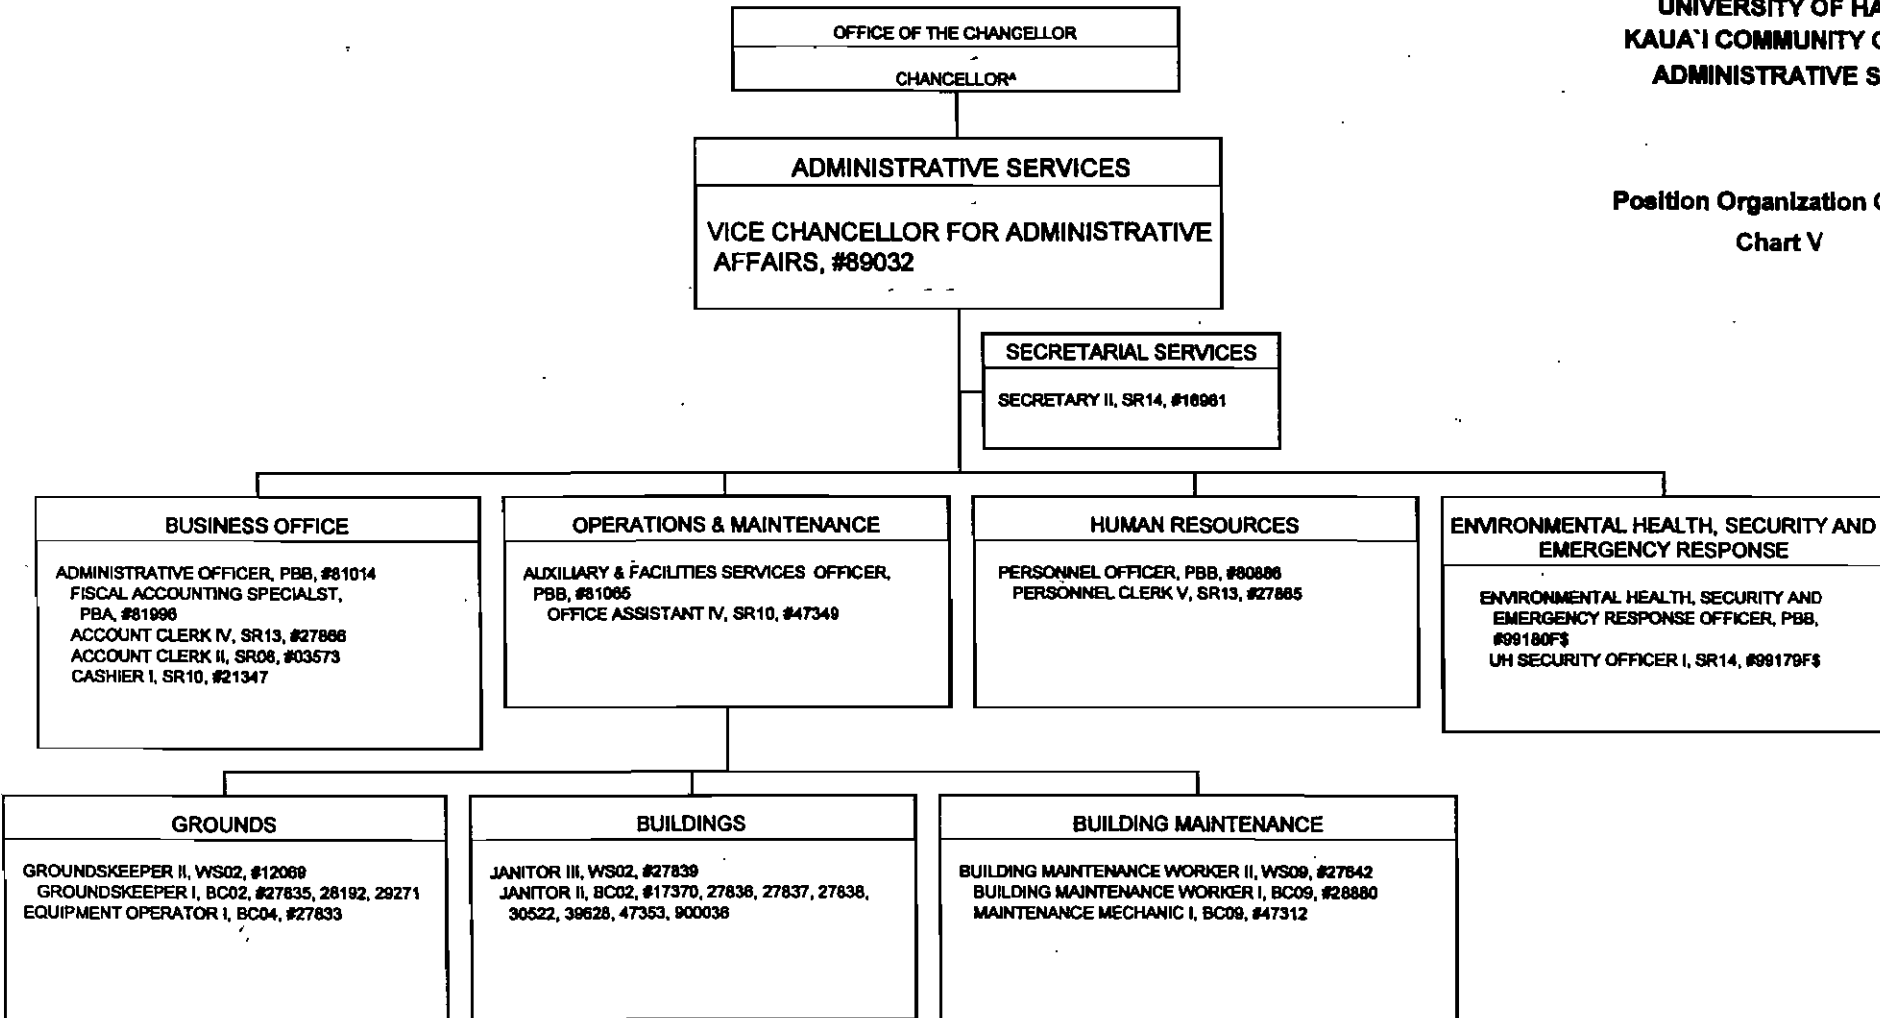 OFFICE OF THE CHANCELLOR
CHANCELLOR^
UNIVERSITY OF HA
KAUA`I COMMUNITY C
ADMINISTRATIVE S
Position Organization C
Chart V
ADMINISTRATIVE SERVICES
VICE CHANCELLOR FOR ADMINISTRATIVE
AFFAIRS, #89032
SECRETARIAL SERVICES
SECRETARY II, SR14, #16961
BUSINESS OFFICE
ADMINISTRATIVE OFFICER, PBB, #81014
FISCAL ACCOUNTING SPECIALST,
PBA, #81996
ACCOUNT CLERK IV, SR13, #27866
ACCOUNT CLERK II, SR08, #03573
CASHIER I, SR10, #21347
OPERATIONS & MAINTENANCE
AUXILIARY & FACILITIES SERVICES OFFICER,
PBB, #81065
OFFICE ASSISTANT IV, SR10, #47349
HUMAN RESOURCES
PERSONNEL OFFICER, PBB, #80886
PERSONNEL CLERK V, SR13, #27865
ENVIRONMENTAL HEALTH, SECURITY AND
EMERGENCY RESPONSE
ENVIRONMENTAL HEALTH, SECURITY AND
EMERGENCY RESPONSE OFFICER, PBB,
#99180F$
UH SECURITY OFFICER I, SR14, #99179F$
GROUNDS
GROUNDSKEEPER II, WS02, #12069
GROUNDSKEEPER I, BC02, #27835, 28192, 29271
EQUIPMENT OPERATOR I, BC04, #27833
BUILDINGS
JANITOR III, WS02, #27839
JANITOR II, BC02, #17370, 27836, 27837, 27838,
30522, 39628, 47353, 900036
BUILDING MAINTENANCE
BUILDING MAINTENANCE WORKER II, WS09, #27842
BUILDING MAINTENANCE WORKER I, BC09, #28880
MAINTENANCE MECHANIC I, BC09, #47312